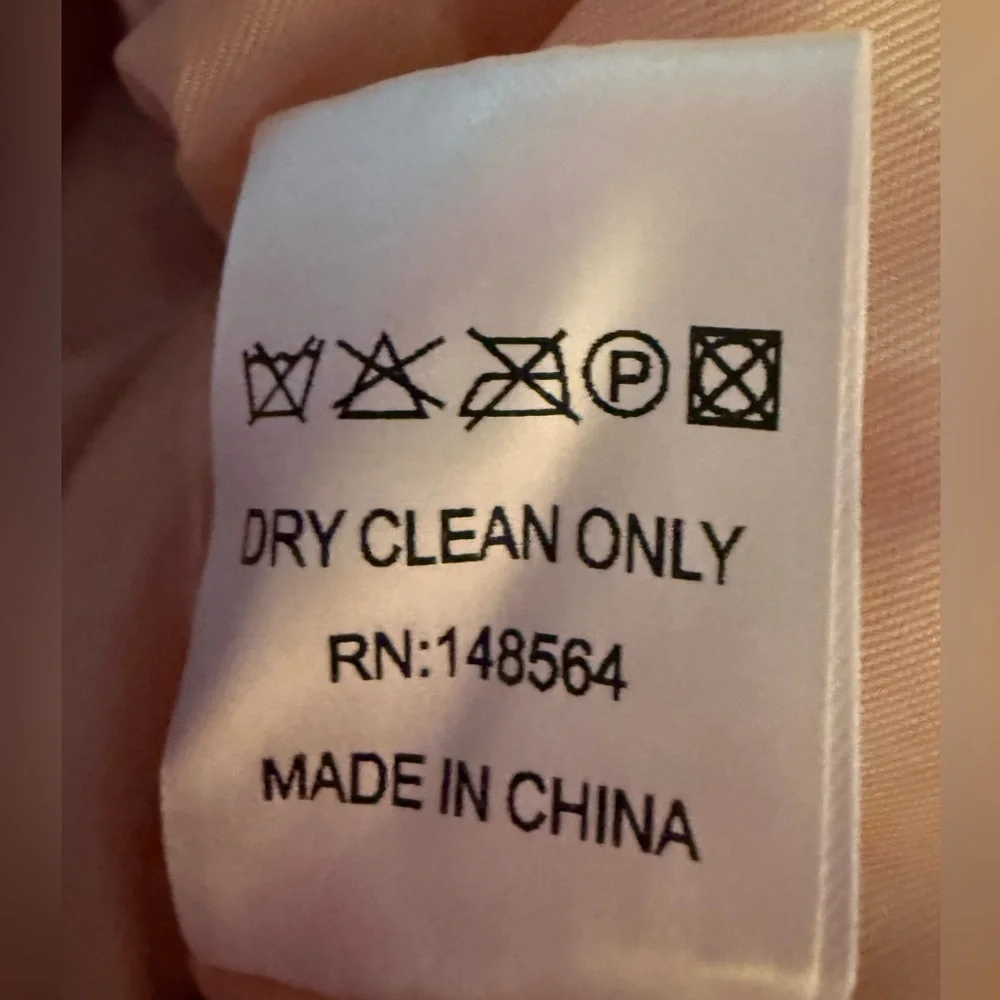 P
DRY CLEAN ONLY
RN:148564
MADE IN CHINA